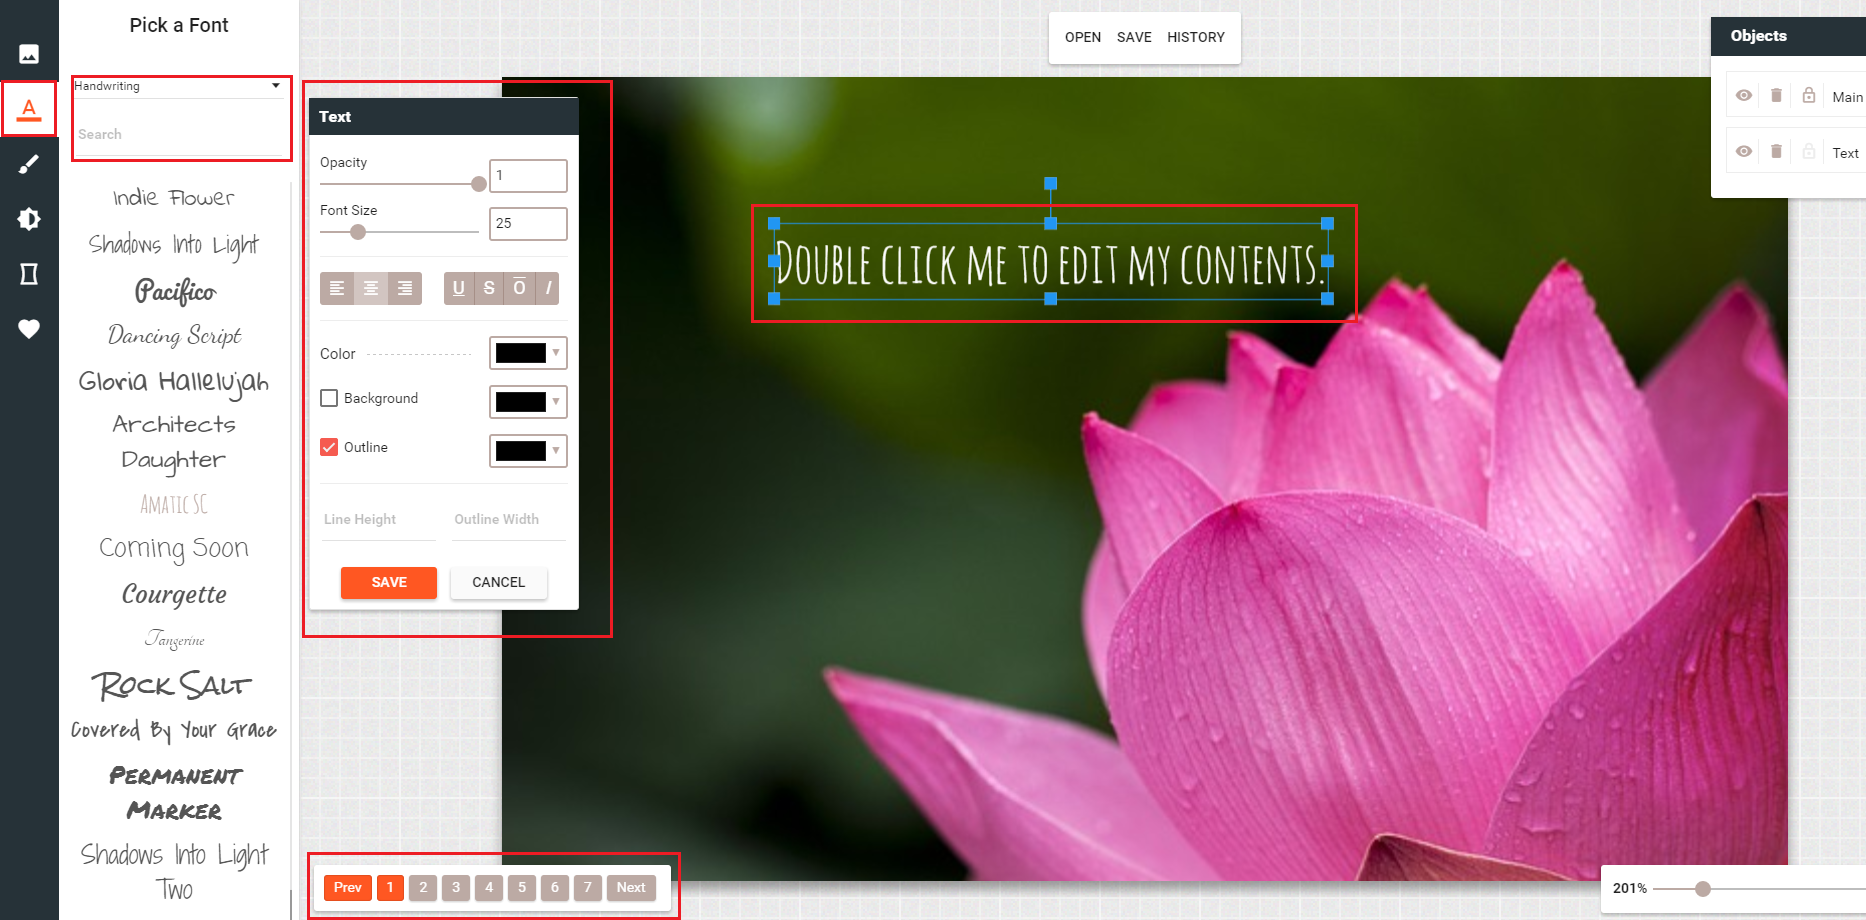 Pick a Font
Handwriting
Search
Indie Flower
Shadows Into Light
Pacifico
Dancing Script
Gloria Hallelujah
Architects
Daughter
Amatic SC
Coming Soon
Courgette
Tangerine
Rock Salt
Covered By Your Grace
Permanent
Marker
Shadows Into Light
Two
Text
Opacity
1
Font Size
25
U S O I
Color
Background
Outline
Line Height Outline Width
SAVE CANCEL
OPEN SAVE HISTORY
Double click me to edit my contents.
Objects
Main
Text
Prev 1 2 3 4 5 6 7 Next
201%